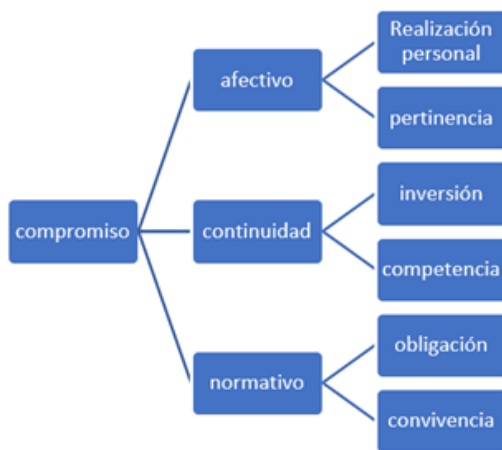 compromiso
afectivo
Realización
personal
pertinencia
continuidad
inversión
competencia
normativo
obligación
convivencia